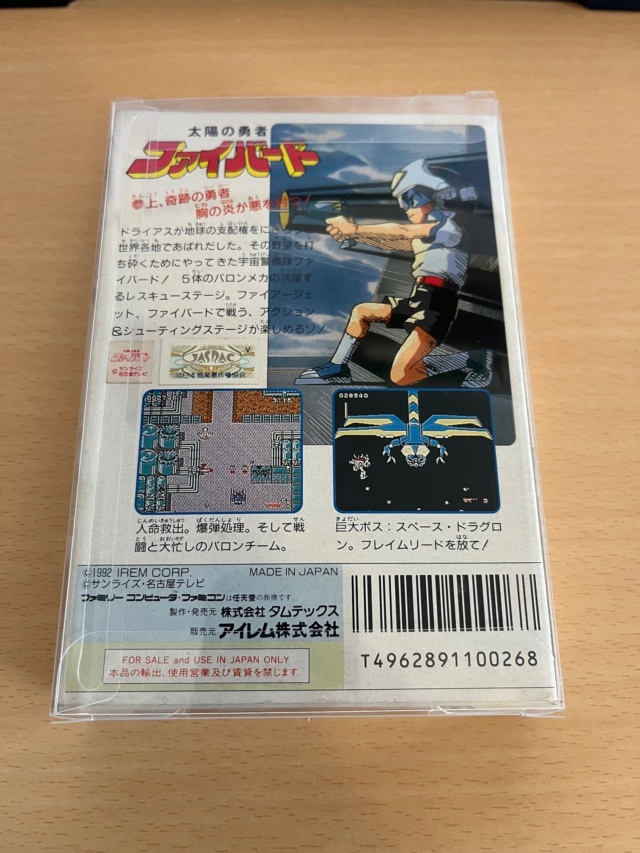 太陽の勇者
ファイバード
参上、奇跡の勇者
胸の炎が悪を討つ!
ドライアスが地球の支配権を
世界各地であばれだした。その野望を打
ち砕くためにやってきた宇宙警備隊ファ
イバード! 5体のバロンメカの活躍す
るレスキューステージ。ファイアージェ
ット、ファイバードで戦う、アクション
&シューティングステージが楽しめるゾ!
©サンライズ
名古屋テレビ
V
JASRAC
028540
人命救出。爆弾処理。そして戦
闘と大忙しのバロンチーム。
巨大ボス:スペース・ドラグロ
ン。フレイムソードを放て!
©1992 IREM CORP. MADE IN JAPAN
©サンライズ・名古屋テレビ
ファミリー コンピュータ・ファミコンは任天堂の商標です。
製作・発売元 株式会社 タムテックス
販売元 アイレム株式会社
FOR SALE and USE IN JAPAN ONLY
本品の輸出、使用営業及び賃貸を禁じます。
T4962891100268